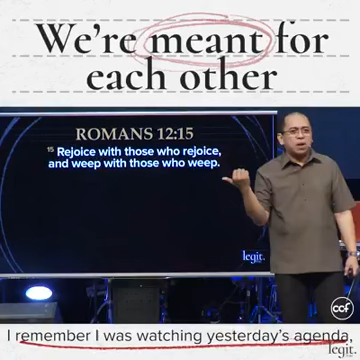 We're meant for
each other
ROMANS 12:15
15 Rejoice with those who rejoice,
and weep with those who weep.
legit.
ccf
I remember I was watching yesterday's agenda,
legit.